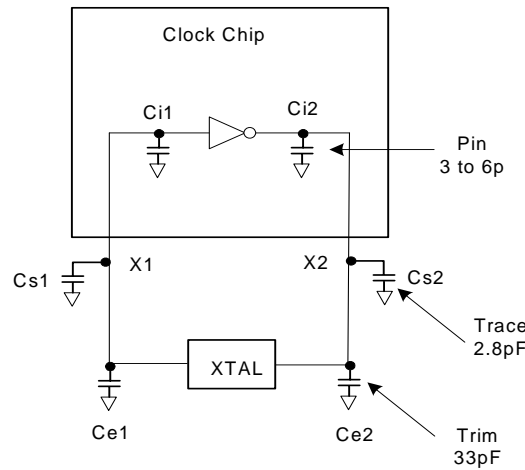 Clock Chip
Ci1
Ci2
Pin
3 to 6p
Cs1
X1
X2
Cs2
Trace
2.8pF
XTAL
Ce1
Ce2
Trim
33pF